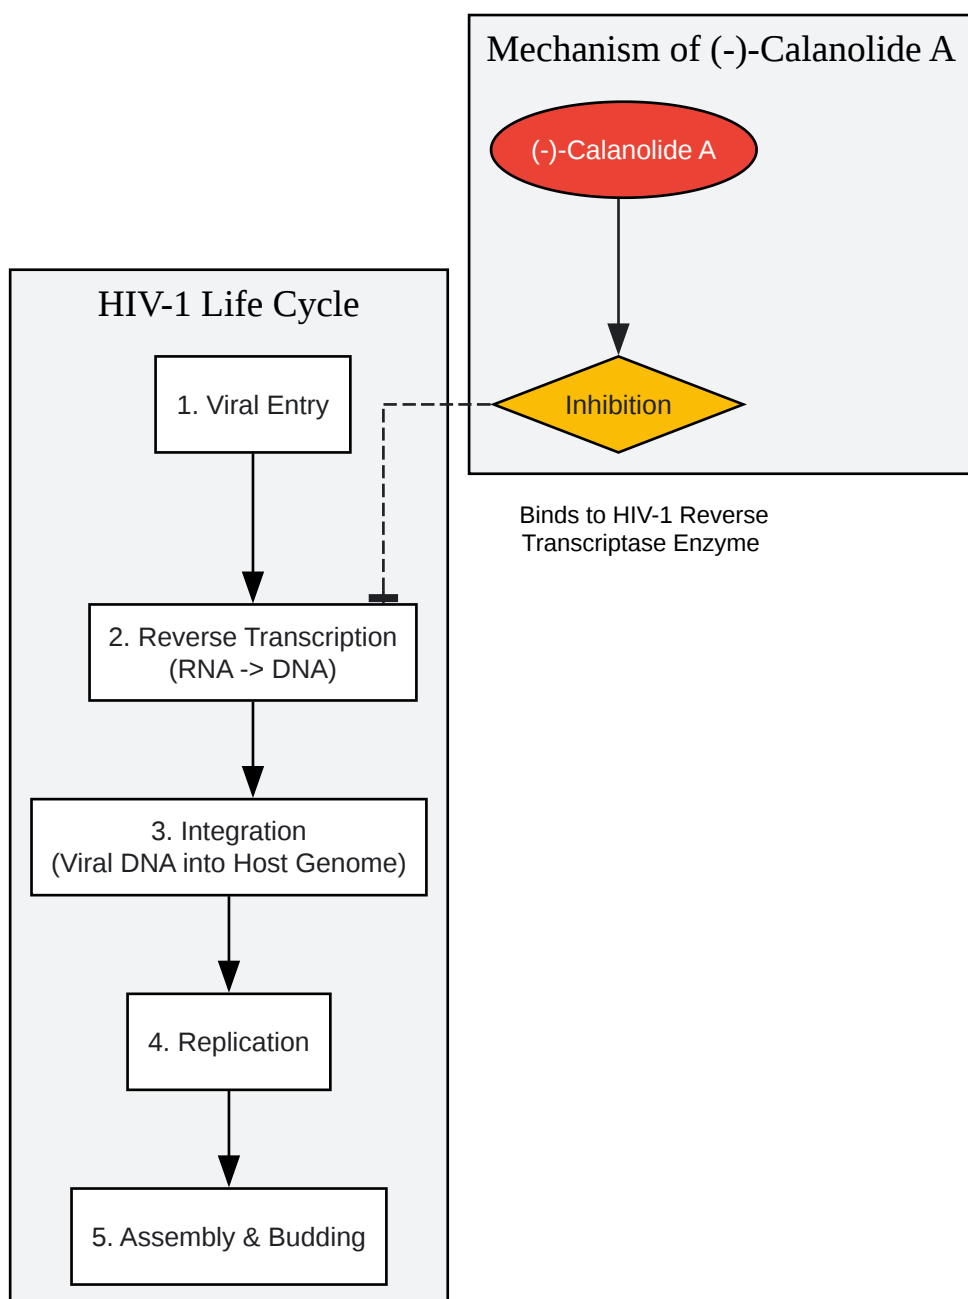 Mechanism of (-)-Calanolide A
(-)-Calanolide A
Inhibition
Binds to HIV-1 Reverse
Transcriptase Enzyme
HIV-1 Life Cycle
1. Viral Entry
2. Reverse Transcription
(RNA -> DNA)
3. Integration
(Viral DNA into Host Genome)
4. Replication
5. Assembly & Budding